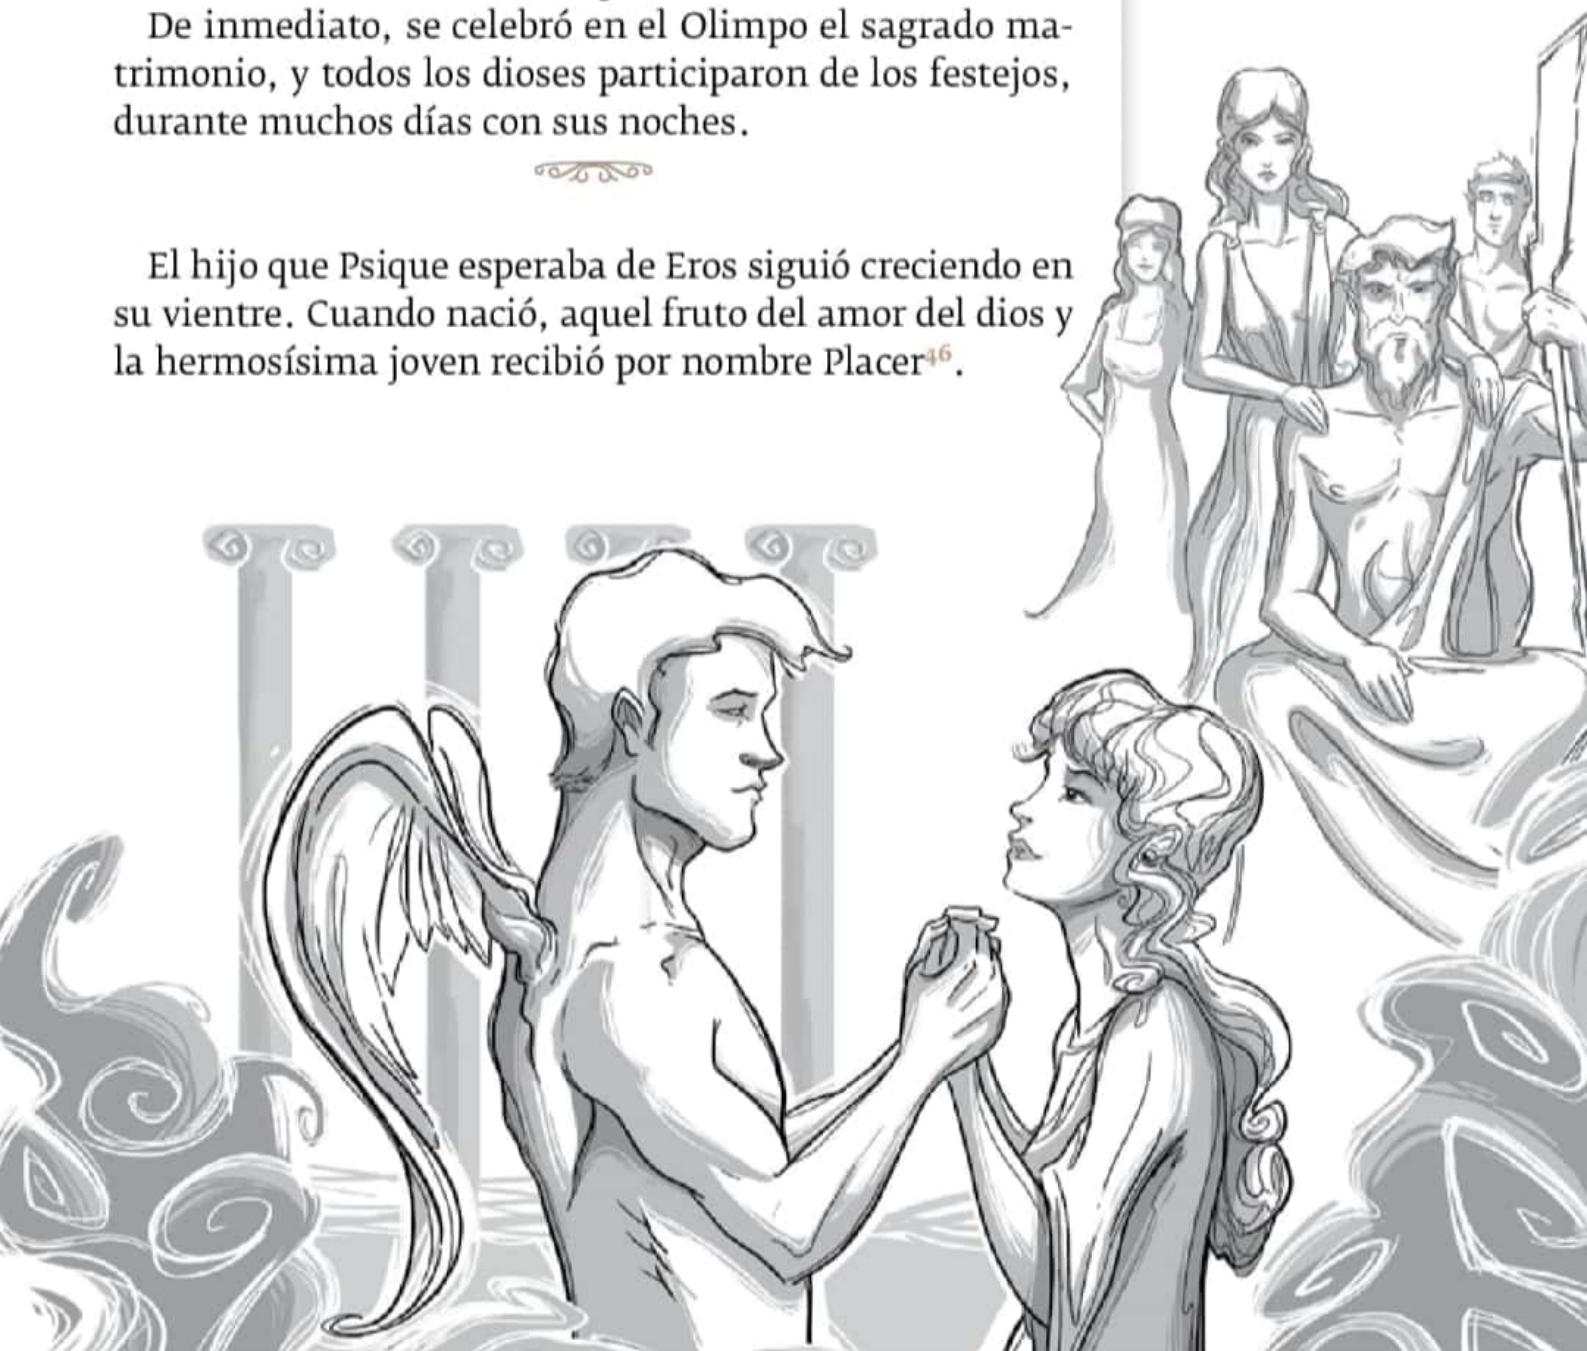 De inmediato, se celebró en el Olimpo el sagrado ma-
trimonio, y todos los dioses participaron de los festejos,
durante muchos días con sus noches.
El hijo que Psique esperaba de Eros siguió creciendo en
su vientre. Cuando nació, aquel fruto del amor del dios y
la hermosísima joven recibió por nombre Placer46.